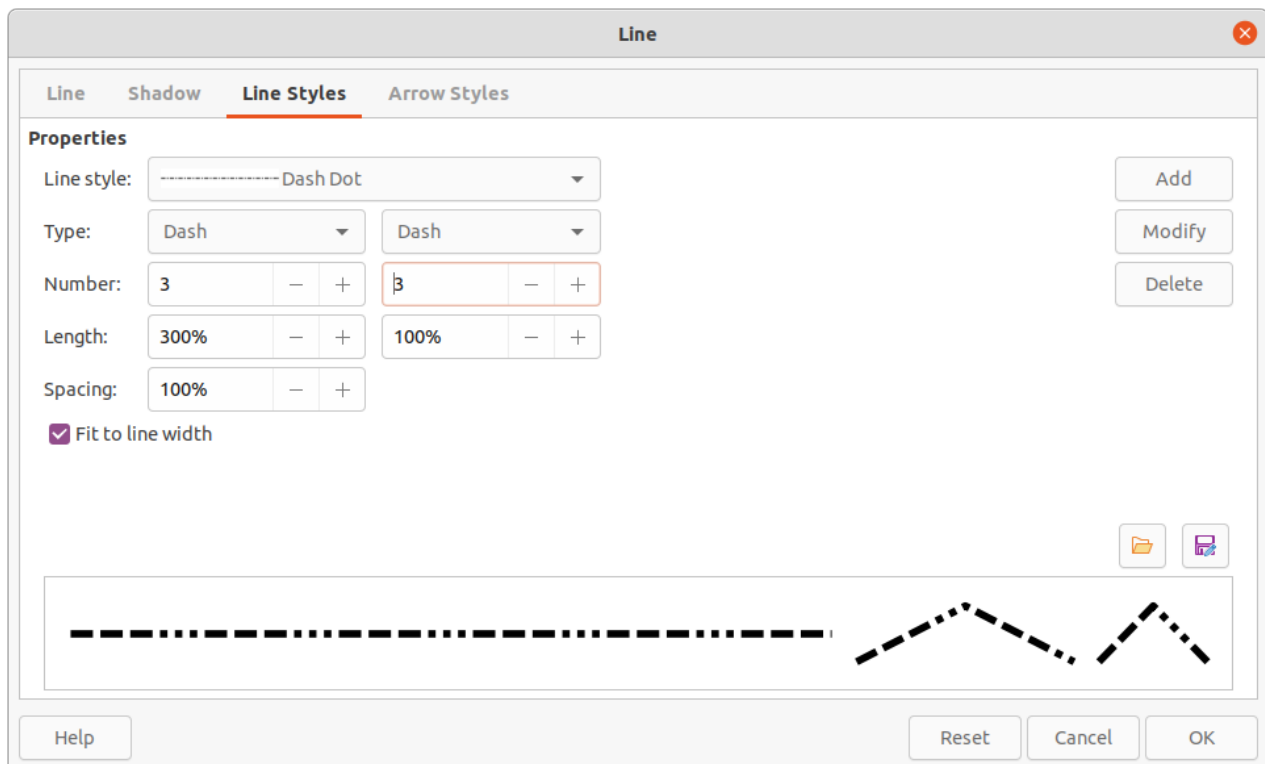 Line
Line Shadow Line Styles Arrow Styles
Properties
Line style: Dash Dot Add
Type: Dash Dash Modify
Number: 3 3 Delete
Length: 300% 100%
Spacing: 100%
Fit to line width
Help Reset Cancel OK